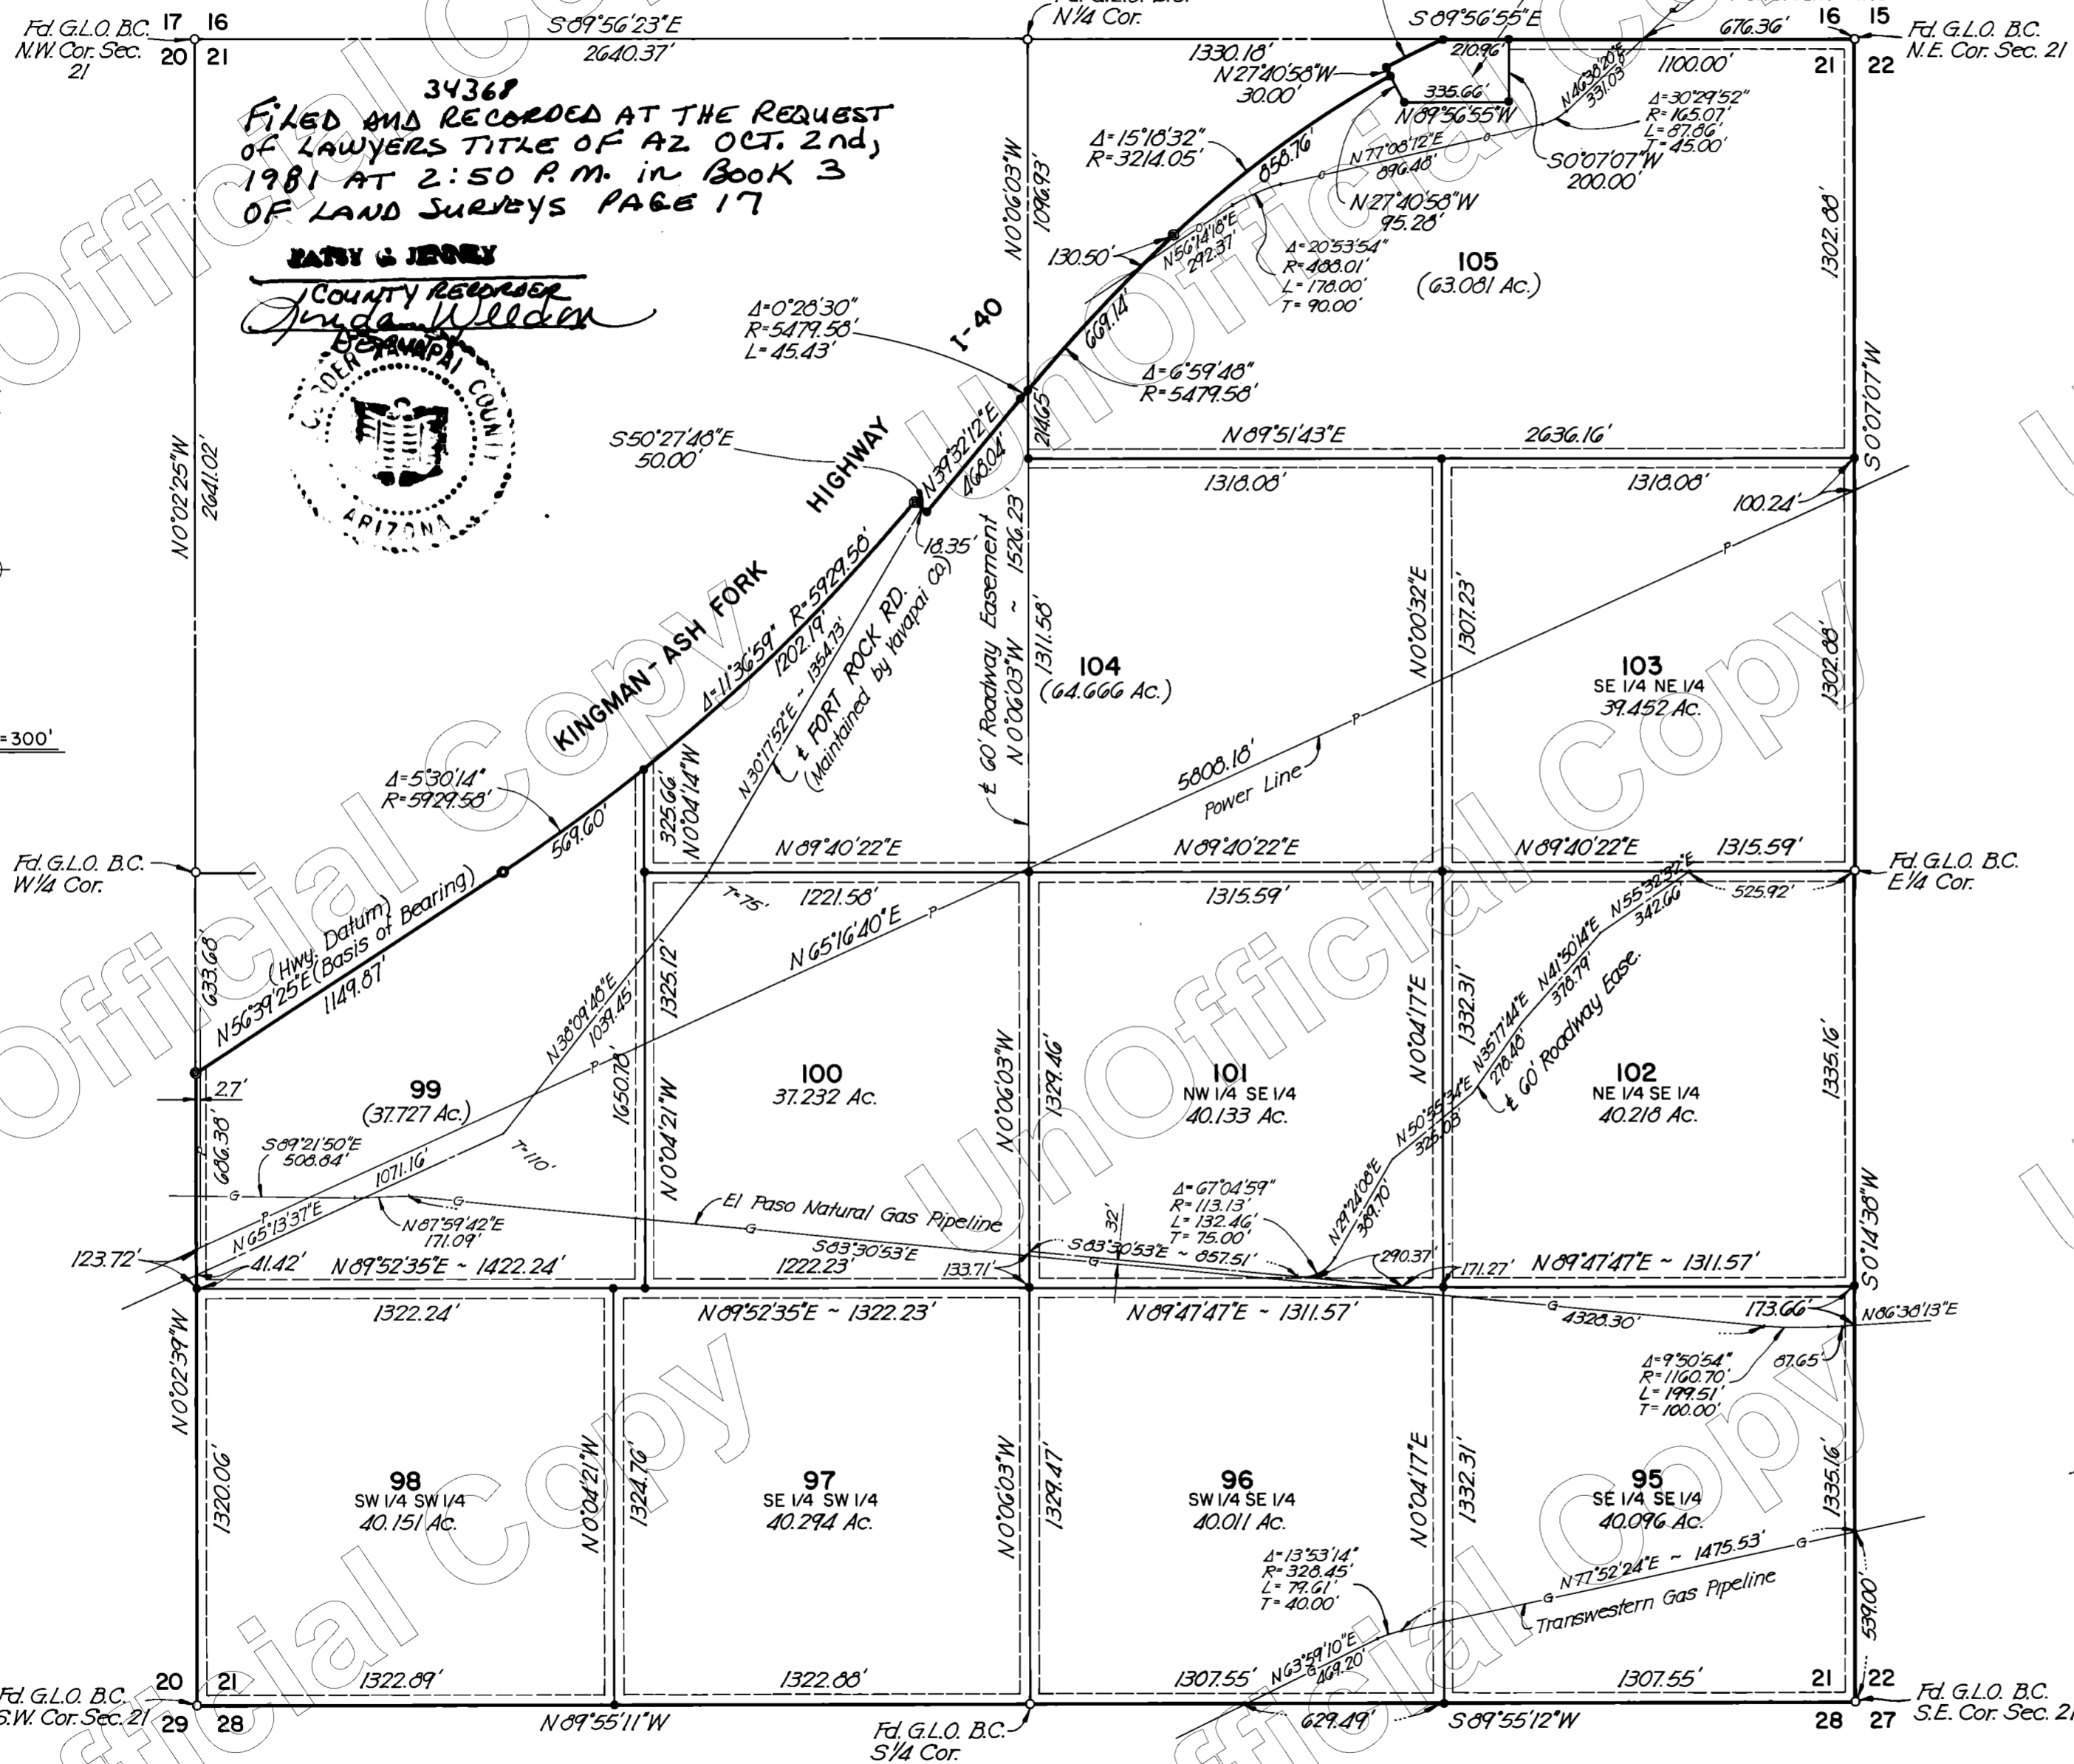 Fd. G.L.O. B.C.
N.W. Cor. Sec.
21
17 16
20 21
S 89°56'23"E
2640.37'
N 1/4 Cor.
S 89°56'55"E
1330.18'
210.96'
676.36'
16 15
21 22
Fd. G.L.O. B.C.
N.E. Cor. Sec. 21
N 27°40'58"W
30.00'
335.66'
N 89°56'55"W
N 46°38'20"E
331.03'
1100.00'
Δ=30°29'52"
R=165.07'
L=87.86'
T=45.00'
34368
FILED AND RECORDED AT THE REQUEST
OF LAWYERS TITLE OF AZ OCT. 2nd,
1981 AT 2:50 P.M. in BOOK 3
OF LAND SURVEYS PAGE 17
PATSY G JENNEY
COUNTY RECORDER
Linda Weedon
DEPUTY
RECORDER YAVAPAI COUNTY
ARIZONA
N 0°06'03"W
1096.93'
Δ=15°18'32"
R=3214.05'
858.76'
N 77°08'12"E
896.48'
S 0°07'07"W
200.00'
N 27°40'58"W
95.28'
130.50'
N 56°14'18"E
292.37'
Δ=20°53'54"
R=488.01'
L=178.00'
T=90.00'
105
(63.081 Ac.)
1302.88'
S 0°07'07"W
Δ=0°28'30"
R=5479.58'
L=45.43'
I-40
669.14'
Δ=6°59'48"
R=5479.58'
214.65'
N 0°02'25"W
2641.02'
S 50°27'48"E
50.00'
N 39°32'12"E
468.04'
N 89°51'43"E
2636.16'
HIGHWAY
KINGMAN - ASH FORK
1318.08'
1318.08'
100.24'
18.35'
Δ=11°36'59" R=5929.58'
1202.19'
N 30°17'52"E ~ 1354.73'
℄ FORT ROCK RD.
(Maintained by Yavapai Co.)
℄ 60' Roadway Easement
N 0°06'03"W ~ 1526.23'
1311.58'
104
(64.666 Ac.)
N 0°00'32"E
1307.23'
103
SE 1/4 NE 1/4
39.452 Ac.
1302.88'
P
P
=300'
5808.18'
Power Line
Δ=5°30'14"
R=5929.58'
569.60'
325.66'
N 0°04'14"W
N 89°40'22"E
N 89°40'22"E
N 89°40'22"E
1315.59'
Fd. G.L.O. B.C.
W 1/4 Cor.
Fd. G.L.O. B.C.
E 1/4 Cor.
T=75'
1221.58'
1315.59'
525.92'
P
633.68'
(Hwy. Datum)
N 56°39'25"E (Basis of Bearing)
1149.87'
N 65°16'40"E
1325.12'
N 55°32'32"E
342.66'
N 41°50'14"E
378.79'
N 35°17'44"E
278.48'
N 50°55'34"E
325.03'
N 29°24'08"E
389.70'
℄ 60' Roadway Ease.
N 38°09'48"E
1039.45'
P
2.7'
99
(37.727 Ac.)
1650.78'
N 0°04'21"W
100
37.232 Ac.
N 0°06'03"W
1329.46'
101
NW 1/4 SE 1/4
40.133 Ac.
N 0°04'17"E
1332.31'
102
NE 1/4 SE 1/4
40.218 Ac.
1335.16'
S 0°14'38"W
P
686.38'
S 89°21'50"E
508.84'
1071.16'
T=110'
G
P
G
N 65°13'37"E
N 87°59'42"E
171.09'
El Paso Natural Gas Pipeline
G
S 83°30'53"E
Δ=67°04'59"
R=113.13'
L=132.46'
T=75.00'
32'
S 83°30'53"E ~ 857.51'
G
290.37'
171.27'
123.72'
41.42'
N 89°52'35"E ~ 1422.24'
1222.23'
133.71'
N 89°47'47"E ~ 1311.57'
1322.24'
N 89°52'35"E ~ 1322.23'
N 89°47'47"E ~ 1311.57'
G
4328.30'
173.66'
N 86°38'13"E
87.65'
Δ=9°50'54"
R=1160.70'
L=199.51'
T=100.00'
N 0°02'39"W
1320.06'
98
SW 1/4 SW 1/4
40.151 Ac.
N 0°04'21"W
1324.76'
97
SE 1/4 SW 1/4
40.294 Ac.
N 0°06'03"W
1329.47'
96
SW 1/4 SE 1/4
40.011 Ac.
N 0°04'17"E
1332.31'
95
SE 1/4 SE 1/4
40.096 Ac.
1335.16'
Δ=13°53'14"
R=328.45'
L=79.61'
T=40.00'
N 77°52'24"E ~ 1475.53'
G
G
Transwestern Gas Pipeline
539.00'
N 63°59'10"E
G
469.20'
20 21
29 28
1322.89'
1322.88'
1307.55'
1307.55'
21 22
28 27
Fd. G.L.O. B.C.
S.W. Cor. Sec. 21
N 89°55'11"W
Fd. G.L.O. B.C.
S 1/4 Cor.
629.49'
S 89°55'12"W
Fd. G.L.O. B.C.
S.E. Cor. Sec. 21
UnOfficial Copy
UnOfficial Copy
UnOfficial Copy
UnOfficial Copy